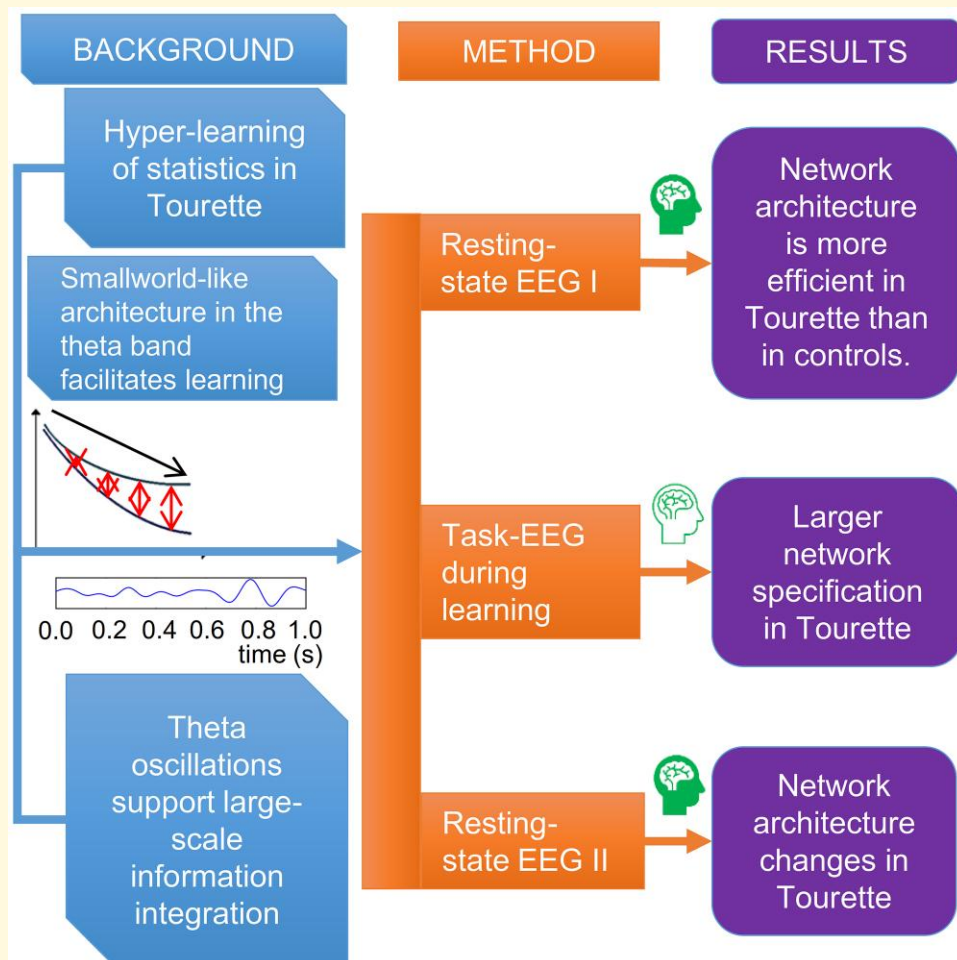 BACKGROUND
Hyper-learning
of statistics in
Tourette
Smallworld-like
architecture in the
theta band
facilitates learning
0.0 0.2 0.4 0.6 0.8 1.0
time (s)
Theta
oscillations
support large-
scale
information
integration
METHOD
Resting-
state EEG I
Task-EEG
during
learning
Resting-
state EEG II
RESULTS
Network
architecture
is more
efficient in
Tourette than
in controls.
Larger
network
specification
in Tourette
Network
architecture
changes in
Tourette